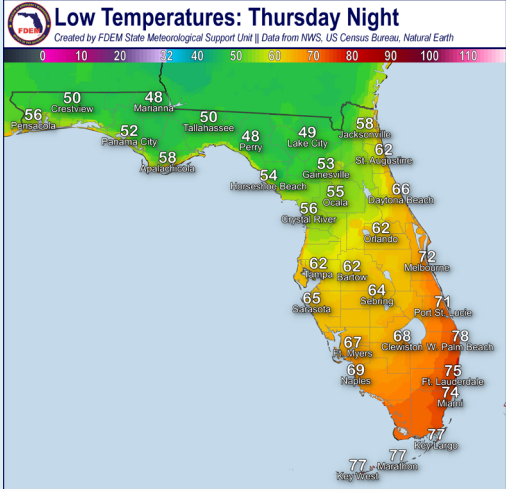 Low Temperatures: Thursday Night
Created by FDEM State Meteorological Support Unit || Data from NWS, US Census Bureau, Natural Earth
FDEM
0 10 20 32 40 50 60 70 80 90 100 110
50
Crestview
48
Marianna
56
Pensacola
52
Panama City
50
Tallahassee
58
Apalachicola
48
Perry
49
Lake City
58
Jacksonville
62
St. Augustine
53
Gainesville
54
Horseshoe Beach
55
Ocala
66
Daytona Beach
56
Crystal River
62
Orlando
62
Tampa
62
Bartow
72
Melbourne
65
Sarasota
64
Sebring
71
Port St. Lucie
67
Ft. Myers
68
Clewiston
78
W. Palm Beach
69
Naples
75
Ft. Lauderdale
74
Miami
77
Key Largo
77
Marathon
77
Key West